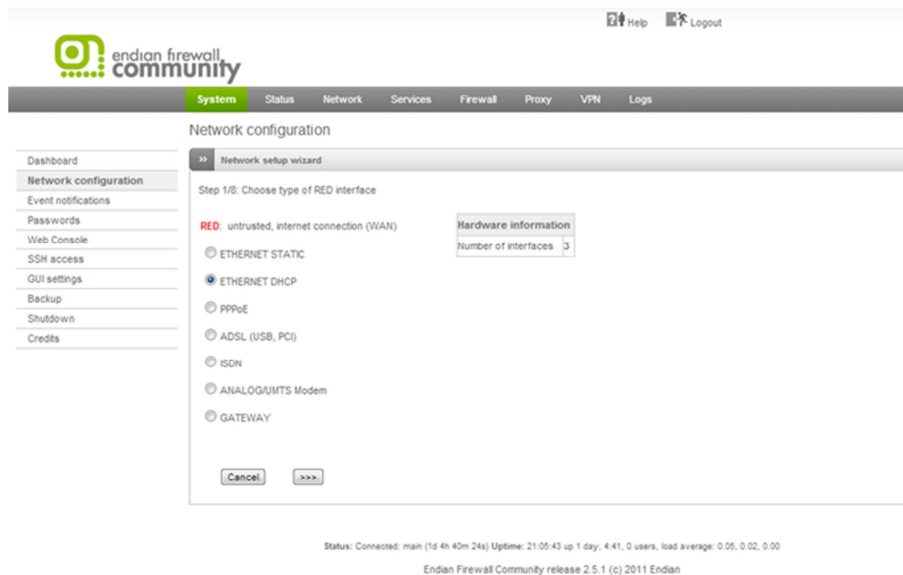 Help Logout
endian firewall
community
System Status Network Services Firewall Proxy VPN Logs
Network configuration
Dashboard
Network configuration
Event notifications
Passwords
Web Console
SSH access
GUI settings
Backup
Shutdown
Credits
>> Network setup wizard
Step 1/8: Choose type of RED interface
RED: untrusted, internet connection (WAN)
ETHERNET STATIC
ETHERNET DHCP
PPPoE
ADSL (USB, PCI)
ISDN
ANALOG/UMTS Modem
GATEWAY
Hardware information
Number of interfaces 3
Cancel >>>
Status: Connected: main (1d 4h 40m 24s) Uptime: 21:05:43 up 1 day, 4:41, 0 users, load average: 0.05, 0.02, 0.00
Endian Firewall Community release 2.5.1 (c) 2011 Endian